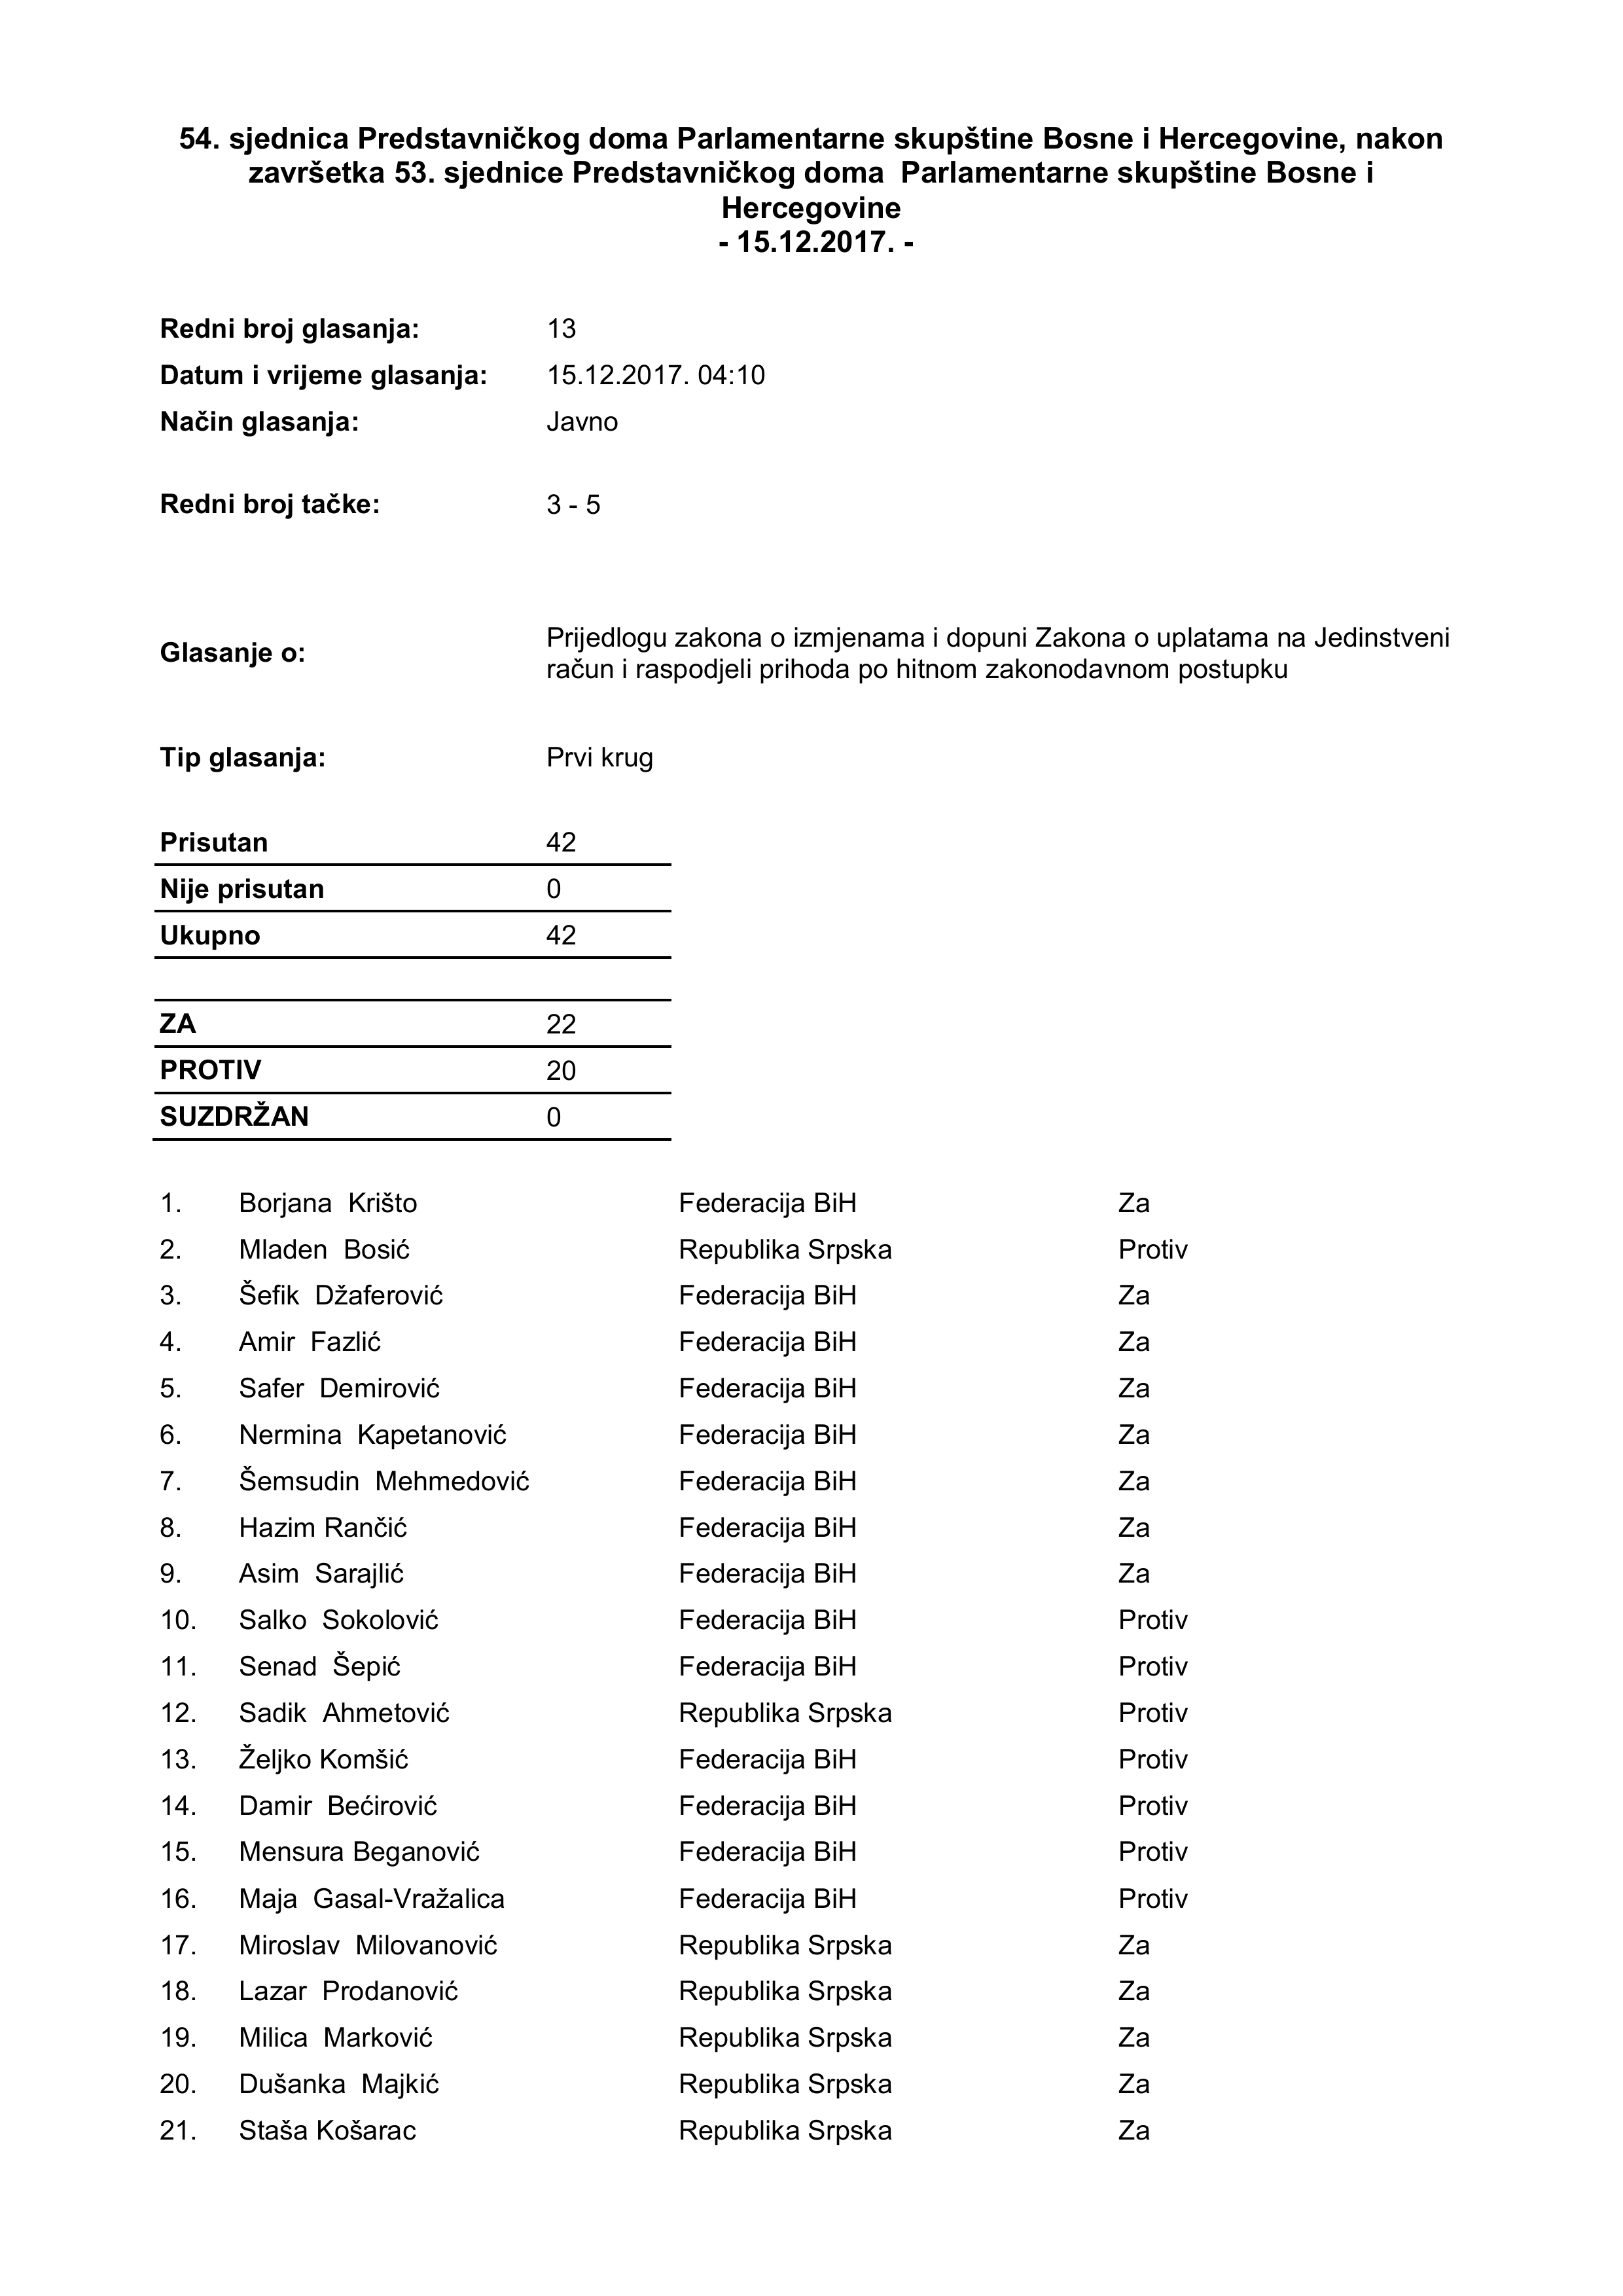 54. sjednica Predstavničkog doma Parlamentarne skupštine Bosne i Hercegovine, nakon
završetka 53. sjednice Predstavničkog doma Parlamentarne skupštine Bosne i
Hercegovine
- 15.12.2017. -
Redni broj glasanja: 13
Datum i vrijeme glasanja: 15.12.2017. 04:10
Način glasanja: Javno
Redni broj tačke: 3 - 5
Glasanje o: Prijedlogu zakona o izmjenama i dopuni Zakona o uplatama na Jedinstveni
račun i raspodjeli prihoda po hitnom zakonodavnom postupku
Tip glasanja: Prvi krug
Prisutan 42
Nije prisutan 0
Ukupno 42
ZA 22
PROTIV 20
SUZDRŽAN 0
1. Borjana Krišto Federacija BiH Za
2. Mladen Bosić Republika Srpska Protiv
3. Šefik Džaferović Federacija BiH Za
4. Amir Fazlić Federacija BiH Za
5. Safer Demirović Federacija BiH Za
6. Nermina Kapetanović Federacija BiH Za
7. Šemsudin Mehmedović Federacija BiH Za
8. Hazim Rančić Federacija BiH Za
9. Asim Sarajlić Federacija BiH Za
10. Salko Sokolović Federacija BiH Protiv
11. Senad Šepić Federacija BiH Protiv
12. Sadik Ahmetović Republika Srpska Protiv
13. Željko Komšić Federacija BiH Protiv
14. Damir Bećirović Federacija BiH Protiv
15. Mensura Beganović Federacija BiH Protiv
16. Maja Gasal-Vražalica Federacija BiH Protiv
17. Miroslav Milovanović Republika Srpska Za
18. Lazar Prodanović Republika Srpska Za
19. Milica Marković Republika Srpska Za
20. Dušanka Majkić Republika Srpska Za
21. Staša Košarac Republika Srpska Za